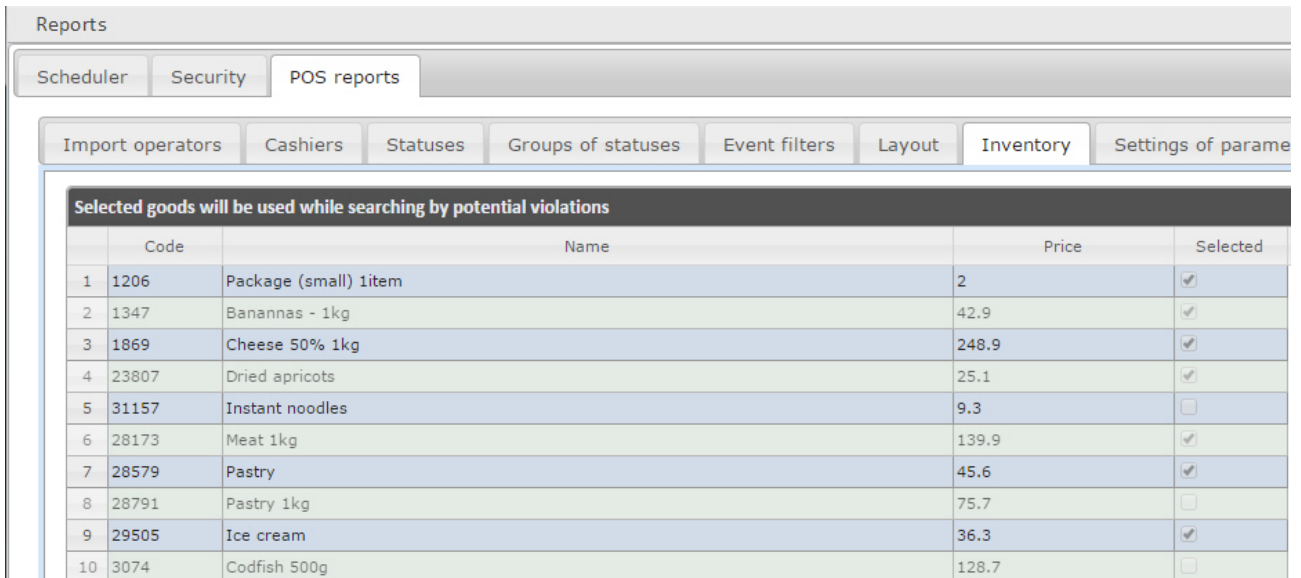 Reports
Scheduler Security POS reports
Import operators Cashiers Statuses Groups of statuses Event filters Layout Inventory Settings of parame
Selected goods will be used while searching by potential violations
Code Name Price Selected
1 1206 Package (small) 1item 2
2 1347 Banannas - 1kg 42.9
3 1869 Cheese 50% 1kg 248.9
4 23807 Dried apricots 25.1
5 31157 Instant noodles 9.3
6 28173 Meat 1kg 139.9
7 28579 Pastry 45.6
8 28791 Pastry 1kg 75.7
9 29505 Ice cream 36.3
10 3074 Codfish 500g 128.7